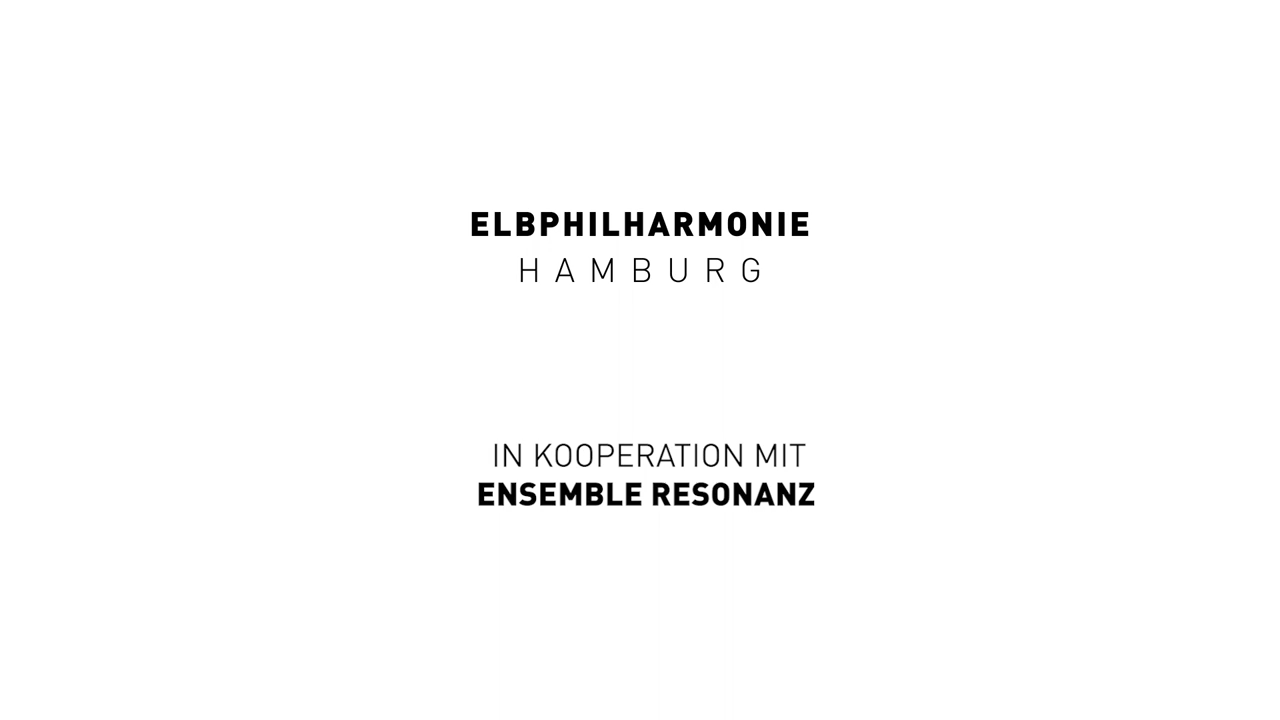 ELBPHILHARMONIE
HAMBURG
IN KOOPERATION MIT
ENSEMBLE RESONANZ